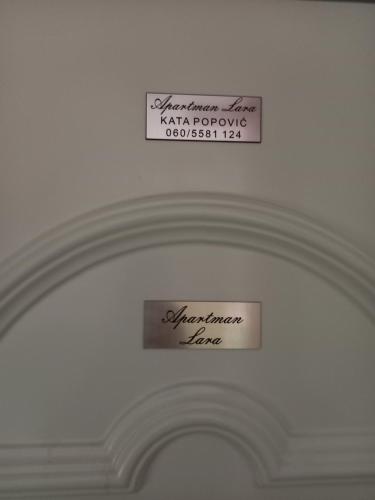 Apartman Lara
KATA POPOVIĆ
060/5581 124
Apartman
Lara